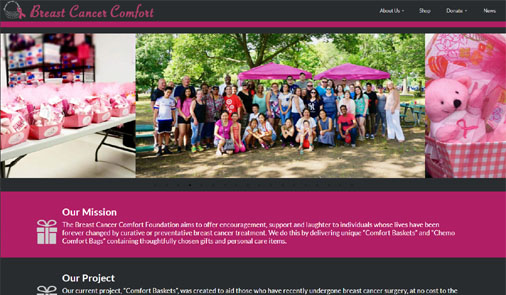 Breast Cancer Comfort
About Us Shop Donate News
Our Mission
The Breast Cancer Comfort Foundation aims to offer encouragement, support and laughter to individuals whose lives have been
forever changed by curative or preventative breast cancer treatment. We do this by delivering unique "Comfort Baskets" and "Chemo
Comfort Bags" containing thoughtfully chosen gifts and personal care items.
Our Project
Our current project, "Comfort Baskets", was created to aid those who have recently undergone breast cancer surgery, at no cost to the